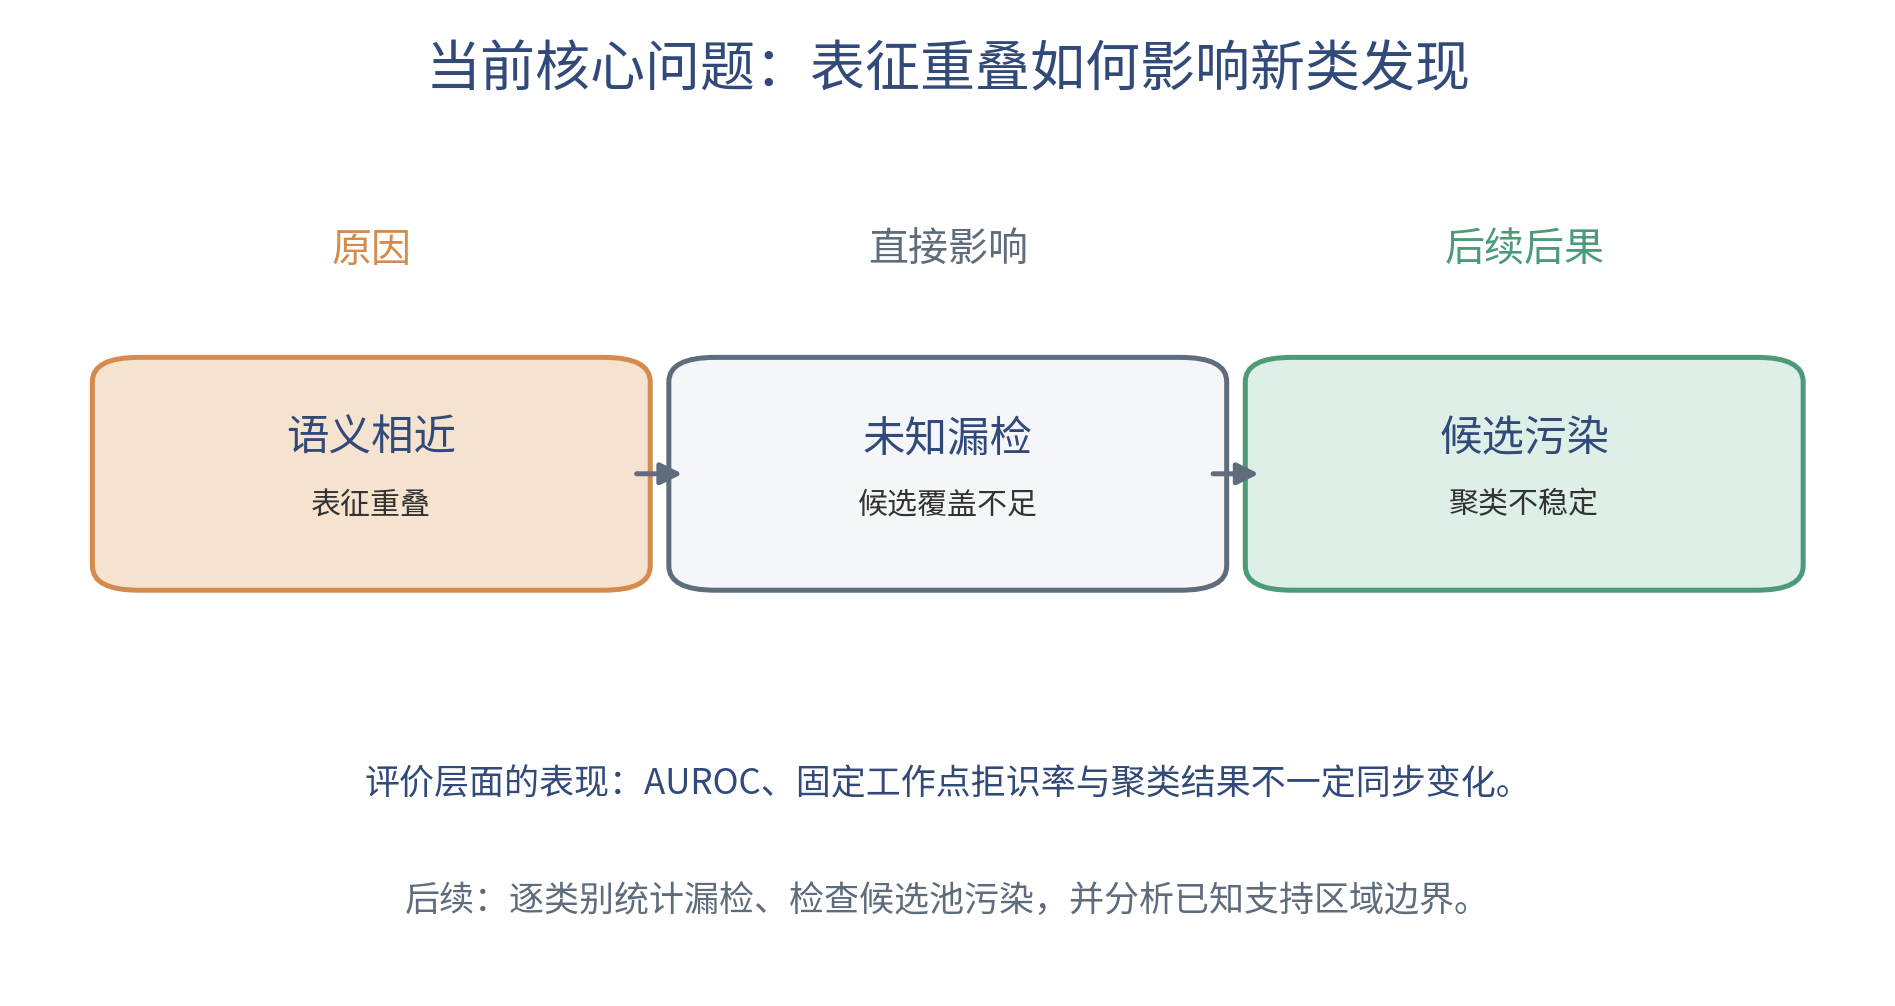 当前核心问题：表征重叠如何影响新类发现
原因
直接影响
后续后果
语义相近
表征重叠
未知漏检
候选覆盖不足
候选污染
聚类不稳定
评价层面的表现：AUROC、固定工作点拒识率与聚类结果不一定同步变化。
后续：逐类别统计漏检、检查候选池污染，并分析已知支持区域边界。